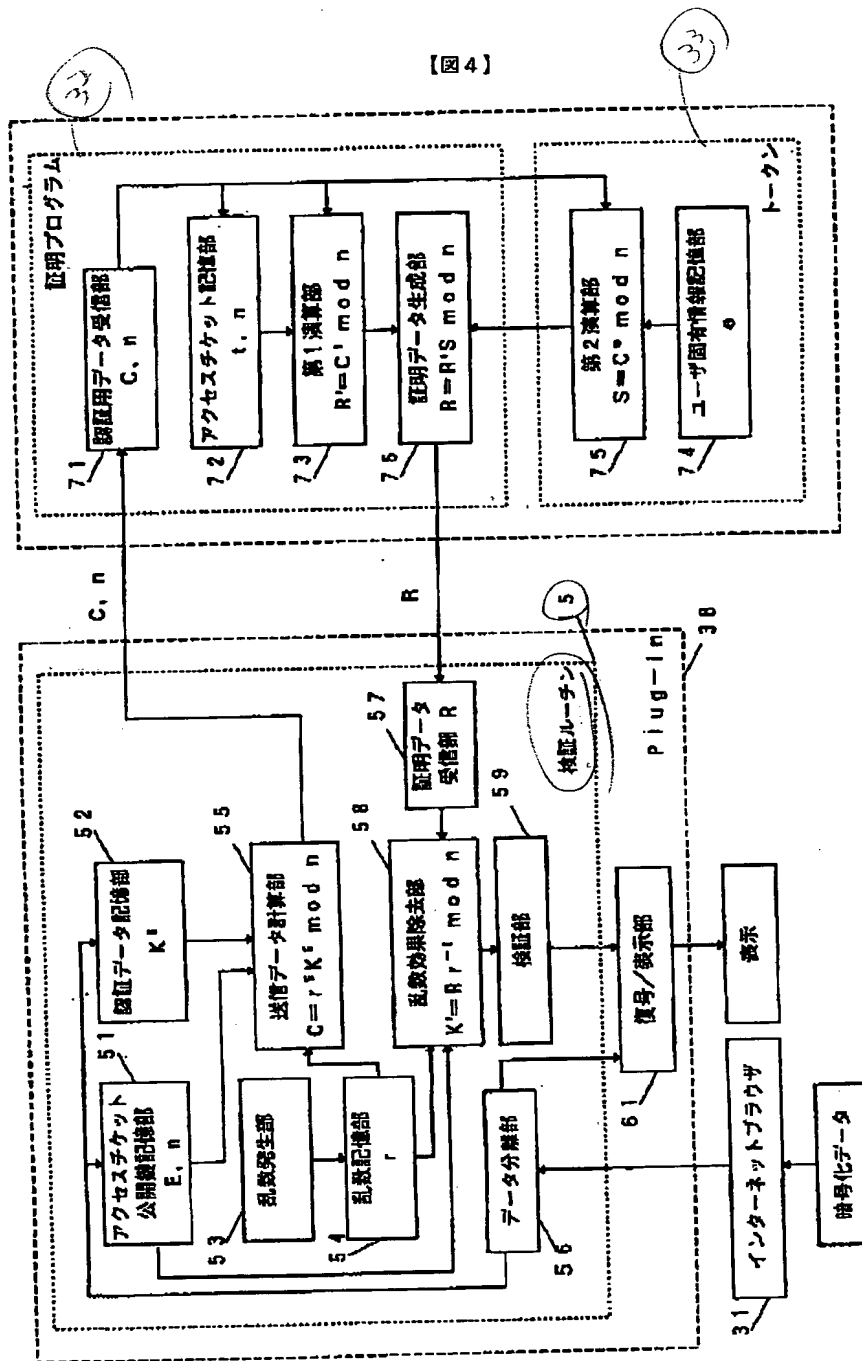 【図4】
32
証明プログラム
71
認証用データ受信部
C, n
72
アクセスチケット記憶部
t, n
73
第1演算部
R'=Cᵗ mod n
76
証明データ生成部
R=R'S mod n
33
トークン
75
第2演算部
S=Cᵉ mod n
74
ユーザ固有情報記憶部
e
C, n
R
51
アクセスチケット
公開鍵記憶部
E, n
52
認証データ記憶部
53
乱数発生部
54
乱数記憶部
r
55
送信データ計算部
56
データ分離部
57
証明データ
受信部 R
58
乱数効果除去部
K'=Rr⁻¹ mod n
59
検証部
5
検証ルーチン
Plug-In
38
61
復号/表示部
表示
31
インターネットブラウザ
暗号化データ